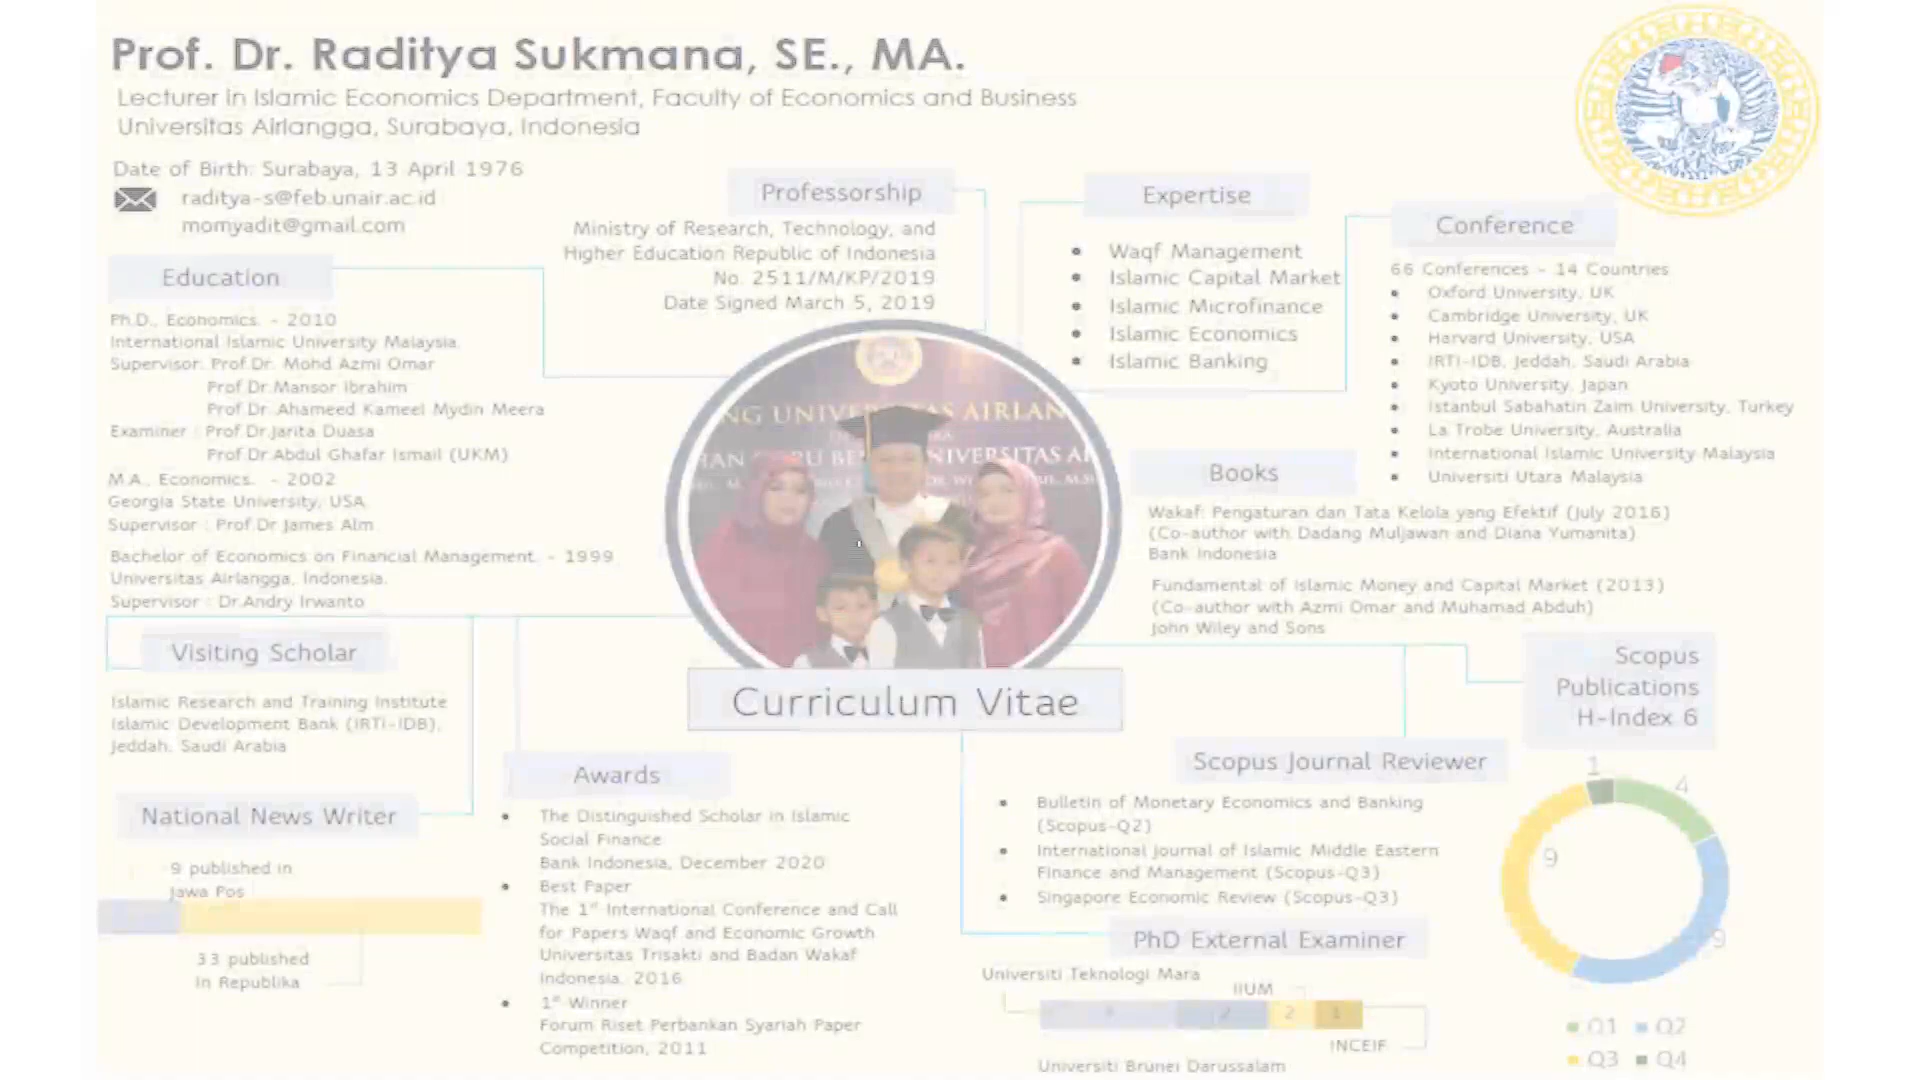 Prof. Dr. Raditya Sukmana, SE., MA.
Lecturer in Islamic Economics Department, Faculty of Economics and Business
Universitas Airlangga, Surabaya, Indonesia
Date of Birth: Surabaya, 13 April 1976
raditya-s@feb.unair.ac.id
momyadit@gmail.com
Education
Ph.D., Economics. - 2010
International Islamic University Malaysia.
Supervisor: Prof.Dr. Mohd Azmi Omar
Prof.Dr.Mansor Ibrahim
Prof.Dr. Ahameed Kameel Mydin Meera
Examiner : Prof.Dr.Jarita Duasa
Prof.Dr.Abdul Ghafar Ismail (UKM)
M.A., Economics. - 2002
Georgia State University, USA.
Supervisor : Prof.Dr.James Alm
Bachelor of Economics on Financial Management. - 1999
Universitas Airlangga, Indonesia.
Supervisor : Dr.Andry Irwanto
Professorship
Ministry of Research, Technology, and
Higher Education Republic of Indonesia
No. 2511/M/KP/2019
Date Signed March 5, 2019
Expertise
• Waqf Management
• Islamic Capital Market
• Islamic Microfinance
• Islamic Economics
• Islamic Banking
Conference
66 Conferences - 14 Countries
• Oxford University, UK
• Cambridge University, UK
• Harvard University, USA
• IRTI-IDB, Jeddah, Saudi Arabia
• Kyoto University, Japan
• Istanbul Sabahatin Zaim University, Turkey
• La Trobe University, Australia
• International Islamic University Malaysia
• Universiti Utara Malaysia
NG UNIVERSITAS AIRLAN
UNIVERSITAS AI
Books
Wakaf: Pengaturan dan Tata Kelola yang Efektif (July 2016)
(Co-author with Dadang Muljawan and Diana Yumanita)
Bank Indonesia
Fundamental of Islamic Money and Capital Market (2013)
(Co-author with Azmi Omar and Muhamad Abduh)
John Wiley and Sons
Visiting Scholar
Islamic Research and Training Institute
Islamic Development Bank (IRTI-IDB),
Jeddah, Saudi Arabia
Curriculum Vitae
Scopus
Publications
H-Index 6
1
4
9
9
Q1 Q2
Q3 Q4
National News Writer
9 published in
Jawa Pos
33 published
in Republika
Awards
• The Distinguished Scholar in Islamic
Social Finance
Bank Indonesia, December 2020
• Best Paper
The 1st International Conference and Call
for Papers Waqf and Economic Growth
Universitas Trisakti and Badan Wakaf
Indonesia, 2016
• 1st Winner
Forum Riset Perbankan Syariah Paper
Competition, 2011
Scopus Journal Reviewer
• Bulletin of Monetary Economics and Banking
(Scopus-Q2)
• International Journal of Islamic Middle Eastern
Finance and Management (Scopus-Q3)
• Singapore Economic Review (Scopus-Q3)
PhD External Examiner
Universiti Teknologi Mara
IIUM
2 2
INCEIF
Universiti Brunei Darussalam